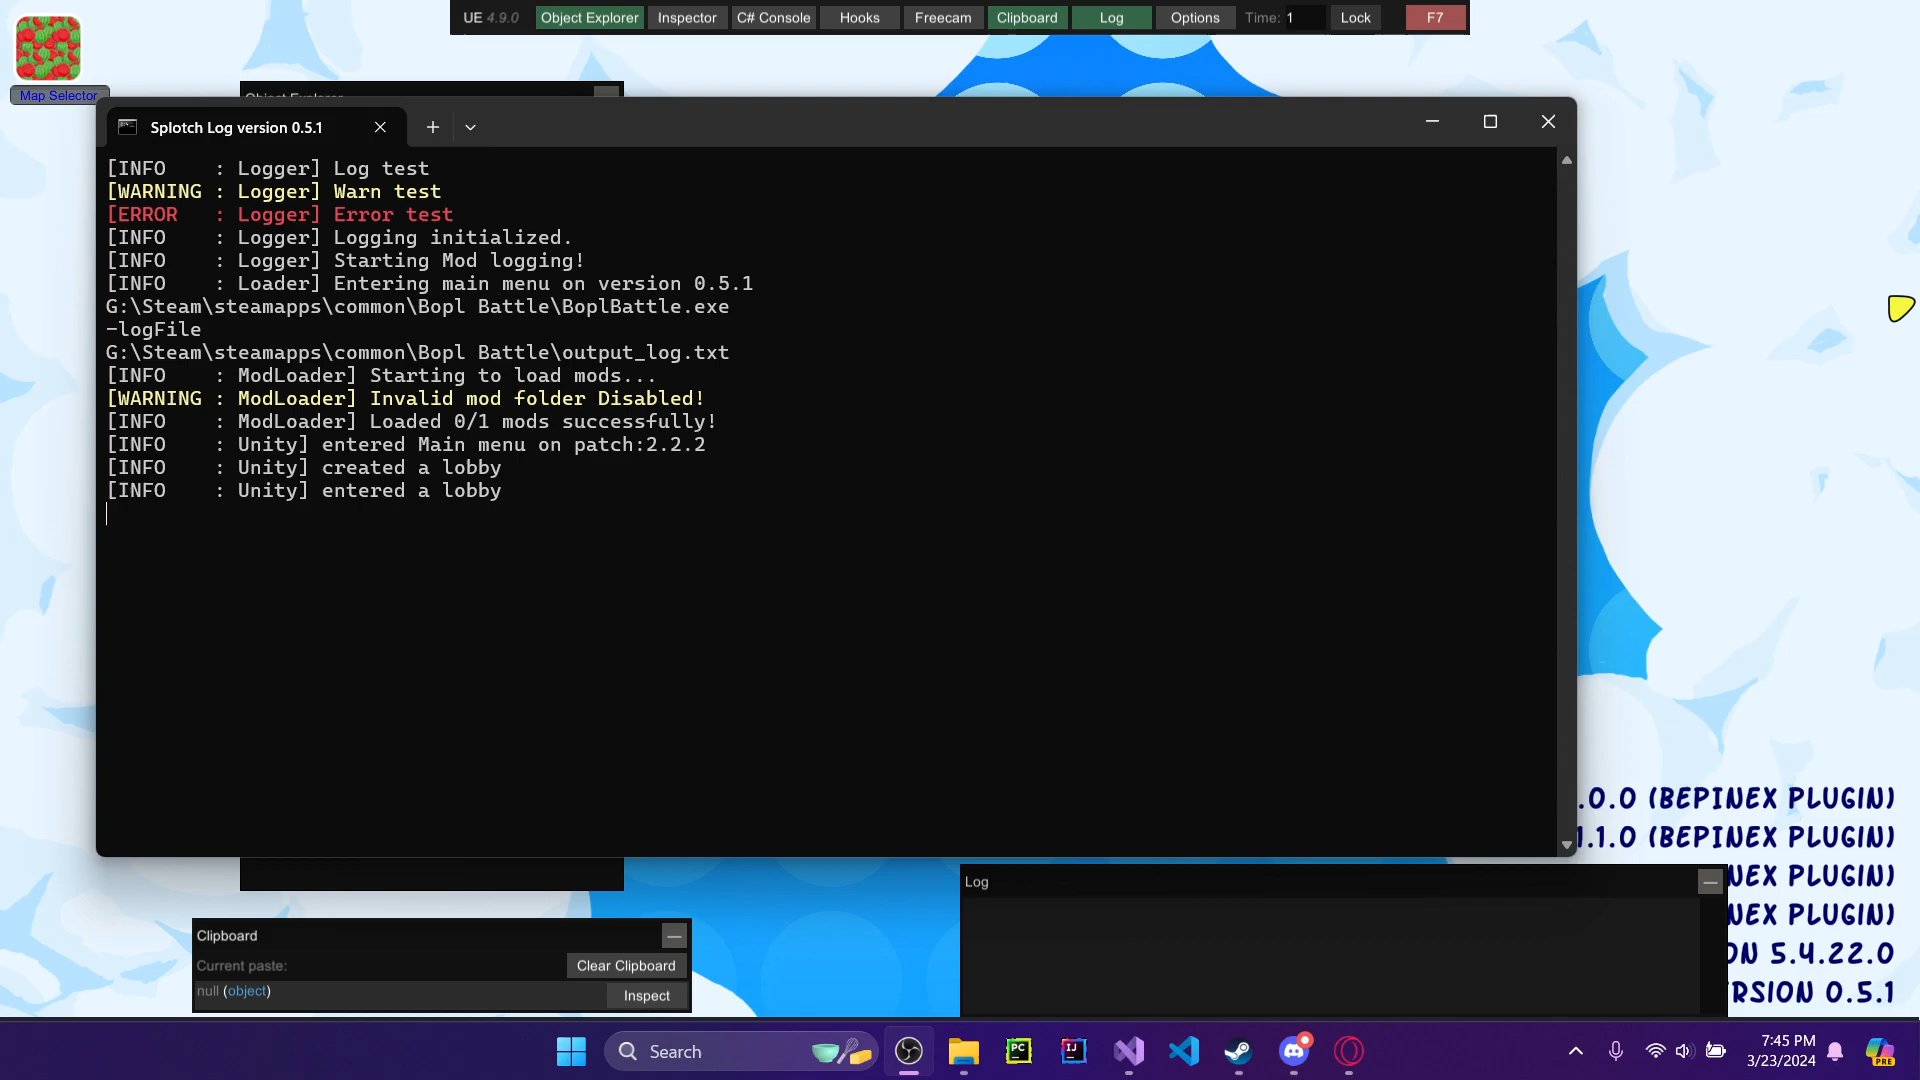 UE 4.9.0 Object Explorer Inspector C# Console Hooks Freecam Clipboard Log Options Time: 1 Lock F7
Map Selector
Object Explorer
Splotch Log version 0.5.1
[INFO    : Logger] Log test
[WARNING : Logger] Warn test
[ERROR   : Logger] Error test
[INFO    : Logger] Logging initialized.
[INFO    : Logger] Starting Mod logging!
[INFO    : Loader] Entering main menu on version 0.5.1
G:\Steam\steamapps\common\Bopl Battle\BoplBattle.exe
-logFile
G:\Steam\steamapps\common\Bopl Battle\output_log.txt
[INFO    : ModLoader] Starting to load mods...
[WARNING : ModLoader] Invalid mod folder Disabled!
[INFO    : ModLoader] Loaded 0/1 mods successfully!
[INFO    : Unity] entered Main menu on patch:2.2.2
[INFO    : Unity] created a lobby
[INFO    : Unity] entered a lobby
.0.0 (BEPINEX PLUGIN)
1.1.0 (BEPINEX PLUGIN)
NEX PLUGIN)
NEX PLUGIN)
ON 5.4.22.0
RSION 0.5.1
Log
Clipboard
Current paste: Clear Clipboard
null (object) Inspect
Search
PC
IJ
7:45 PM
3/23/2024
PRE